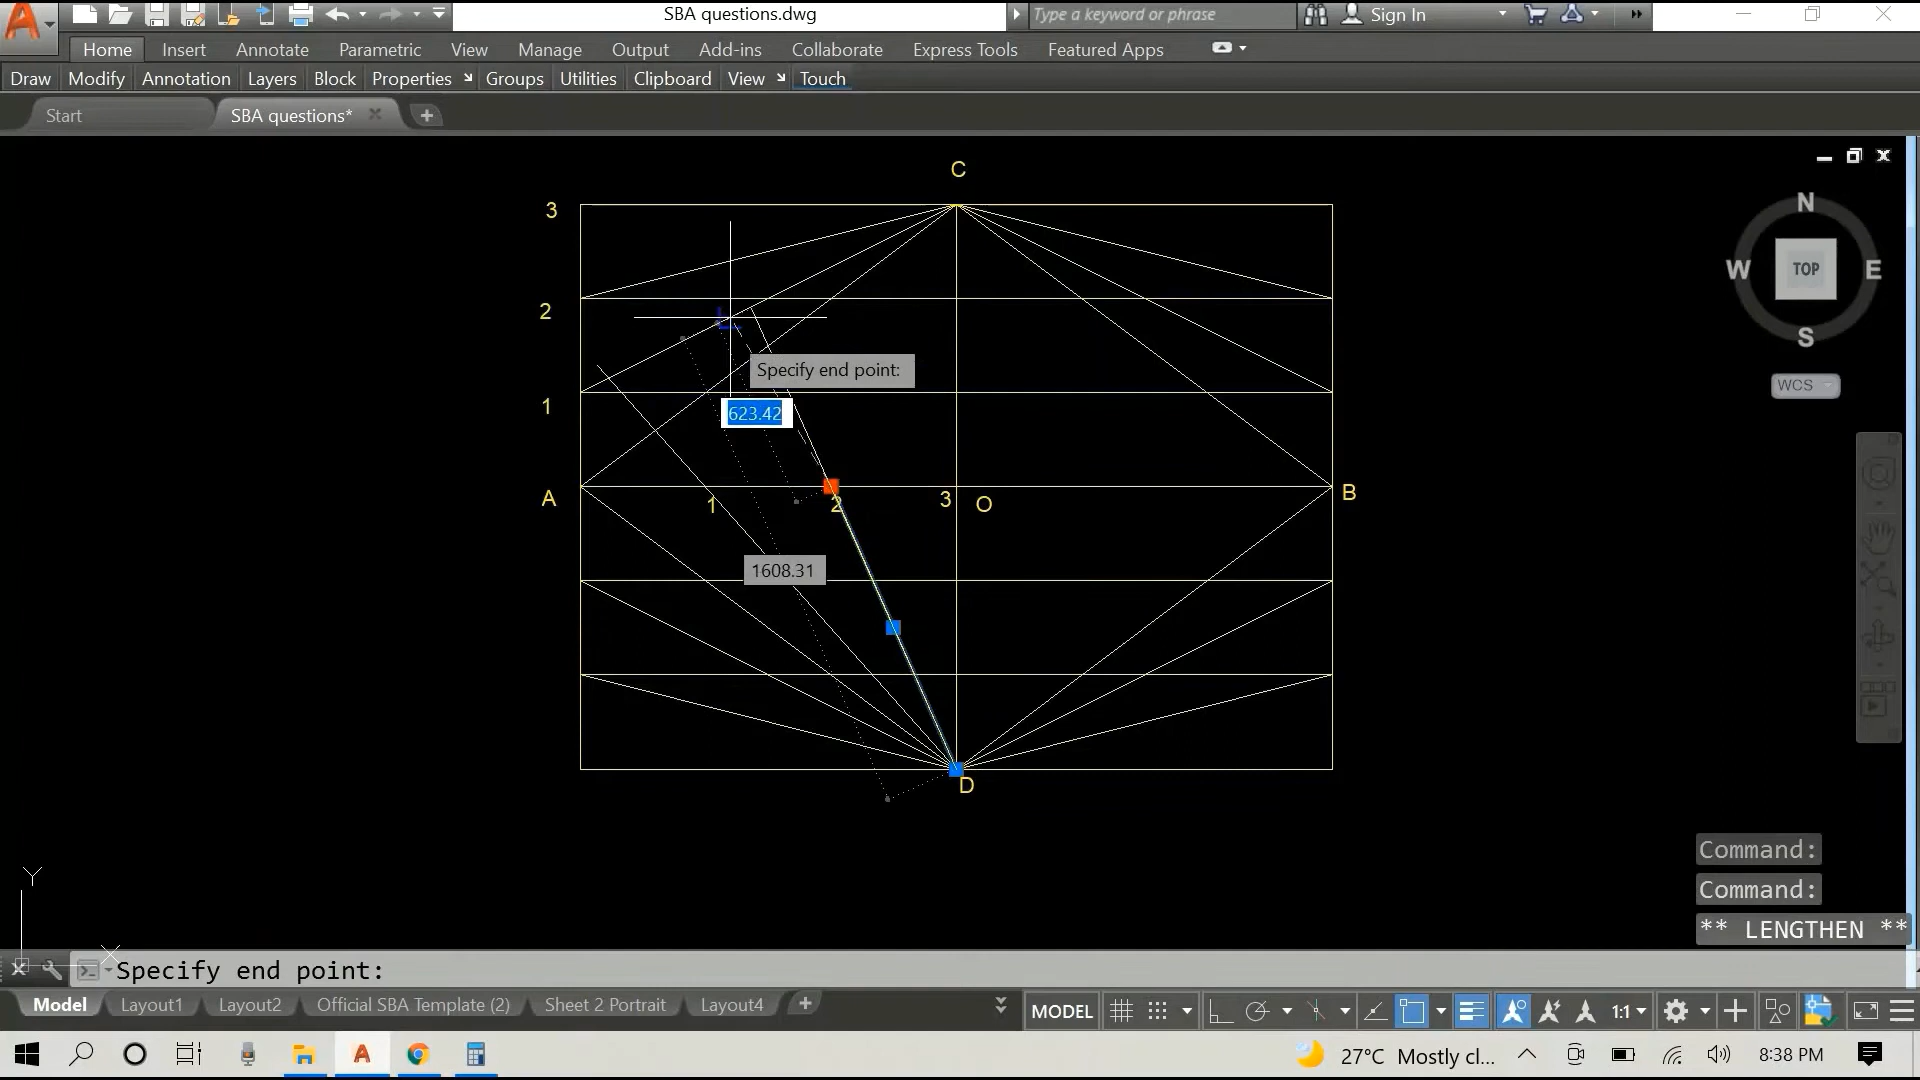 SBA questions.dwg
Type a keyword or phrase
Sign In
Home Insert Annotate Parametric View Manage Output Add-ins Collaborate Express Tools Featured Apps
Draw Modify Annotation Layers Block Properties Groups Utilities Clipboard View Touch
Start SBA questions*
C
3
N
W TOP E
S
2
Specify end point:
WCS
1
623.42
A
1
2
3
O
B
1608.31
D
Command:
Command:
Y
** LENGTHEN **
X
Specify end point:
Model Layout1 Layout2 Official SBA Template (2) Sheet 2 Portrait Layout4 MODEL 1:1
27°C Mostly cl... 8:38 PM